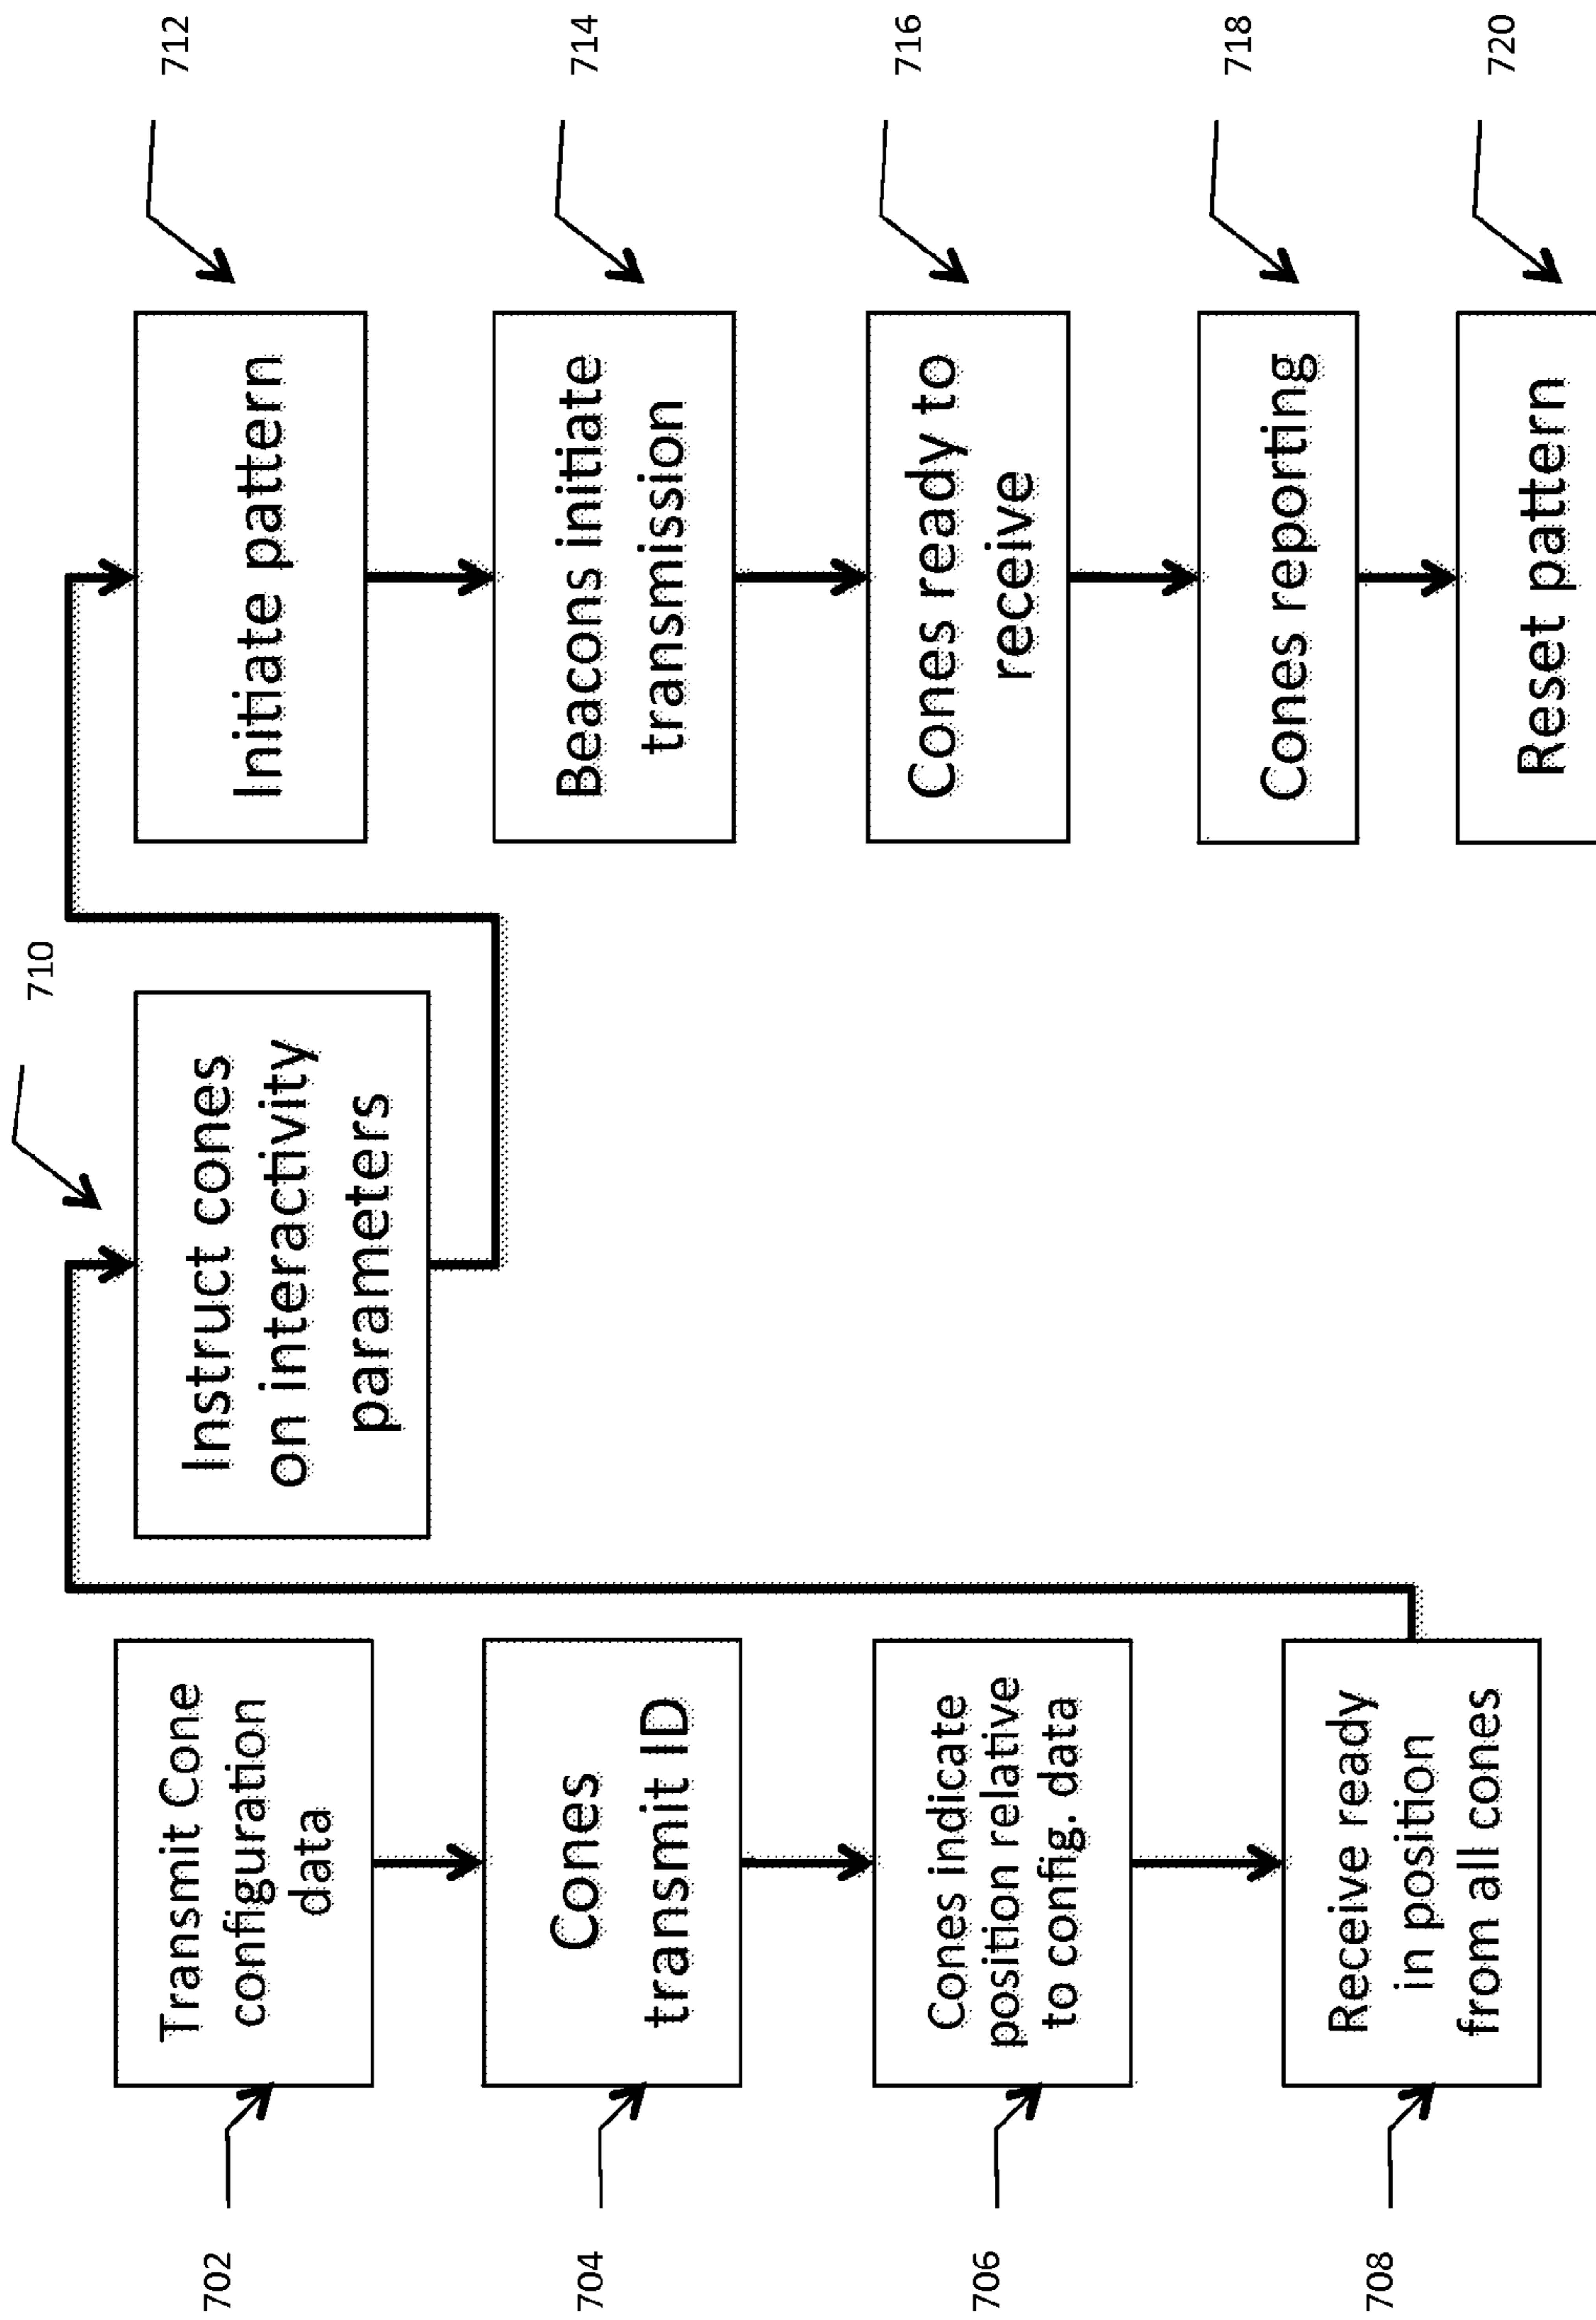 702
Transmit Cone
configuration
data
704
Cones
transmit ID
706
Cones indicate
position relative
to config. data
708
Receive ready
in position
from all cones
710
Instruct cones
on interactivity
parameters
712
Initiate pattern
714
Beacons initiate
transmission
716
Cones ready to
receive
718
Cones reporting
720
Reset pattern